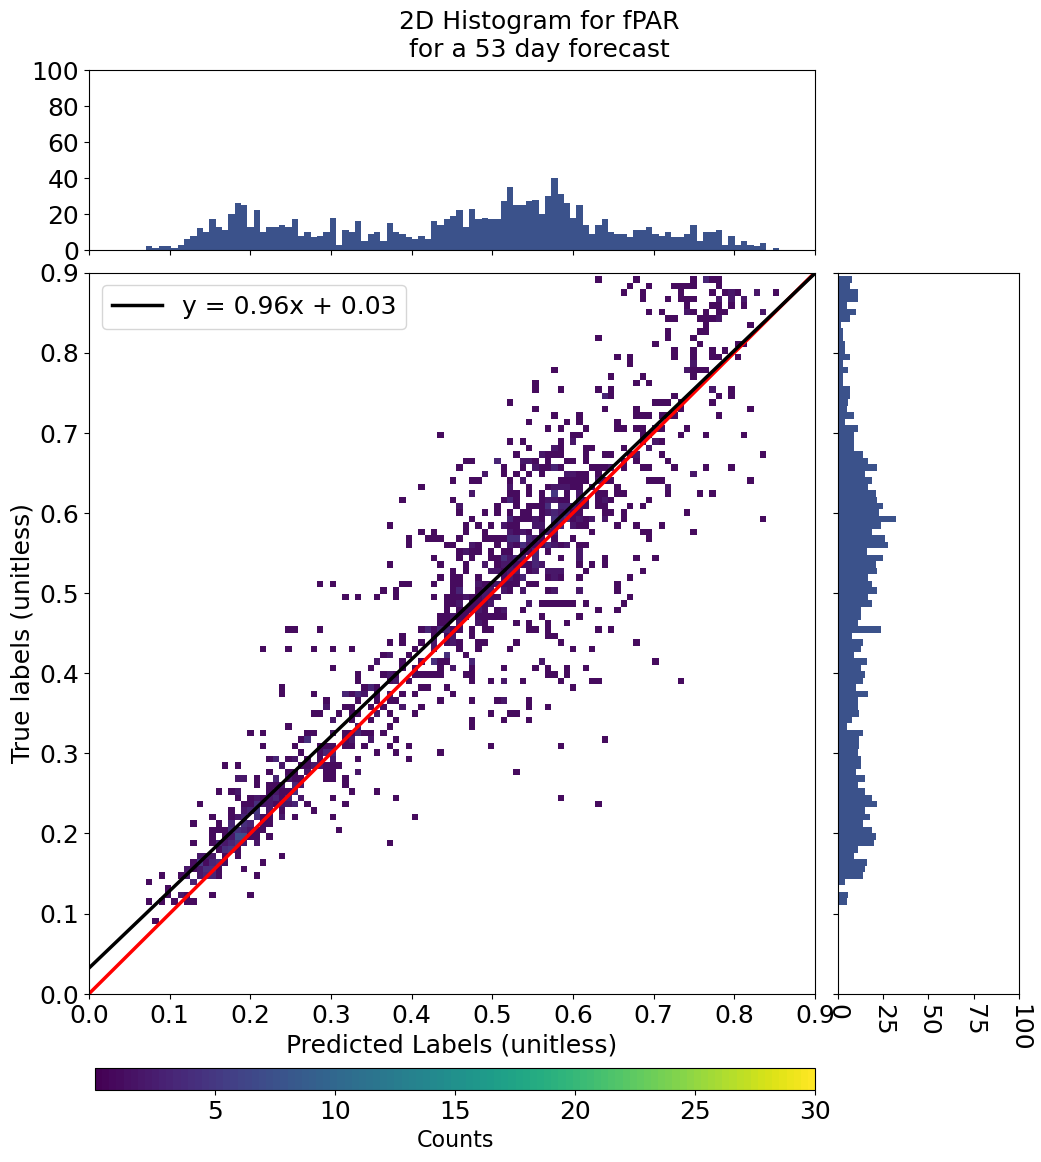 2D Histogram for fPAR
for a 53 day forecast
100
80
60
40
20
0
0.9
0.8
0.7
0.6
0.5
0.4
0.3
0.2
0.1
0.0
True labels (unitless)
y = 0.96x + 0.03
0.0 0.1 0.2 0.3 0.4 0.5 0.6 0.7 0.8 0.9
Predicted Labels (unitless)
0 25 50 75 100
5 10 15 20 25 30
Counts